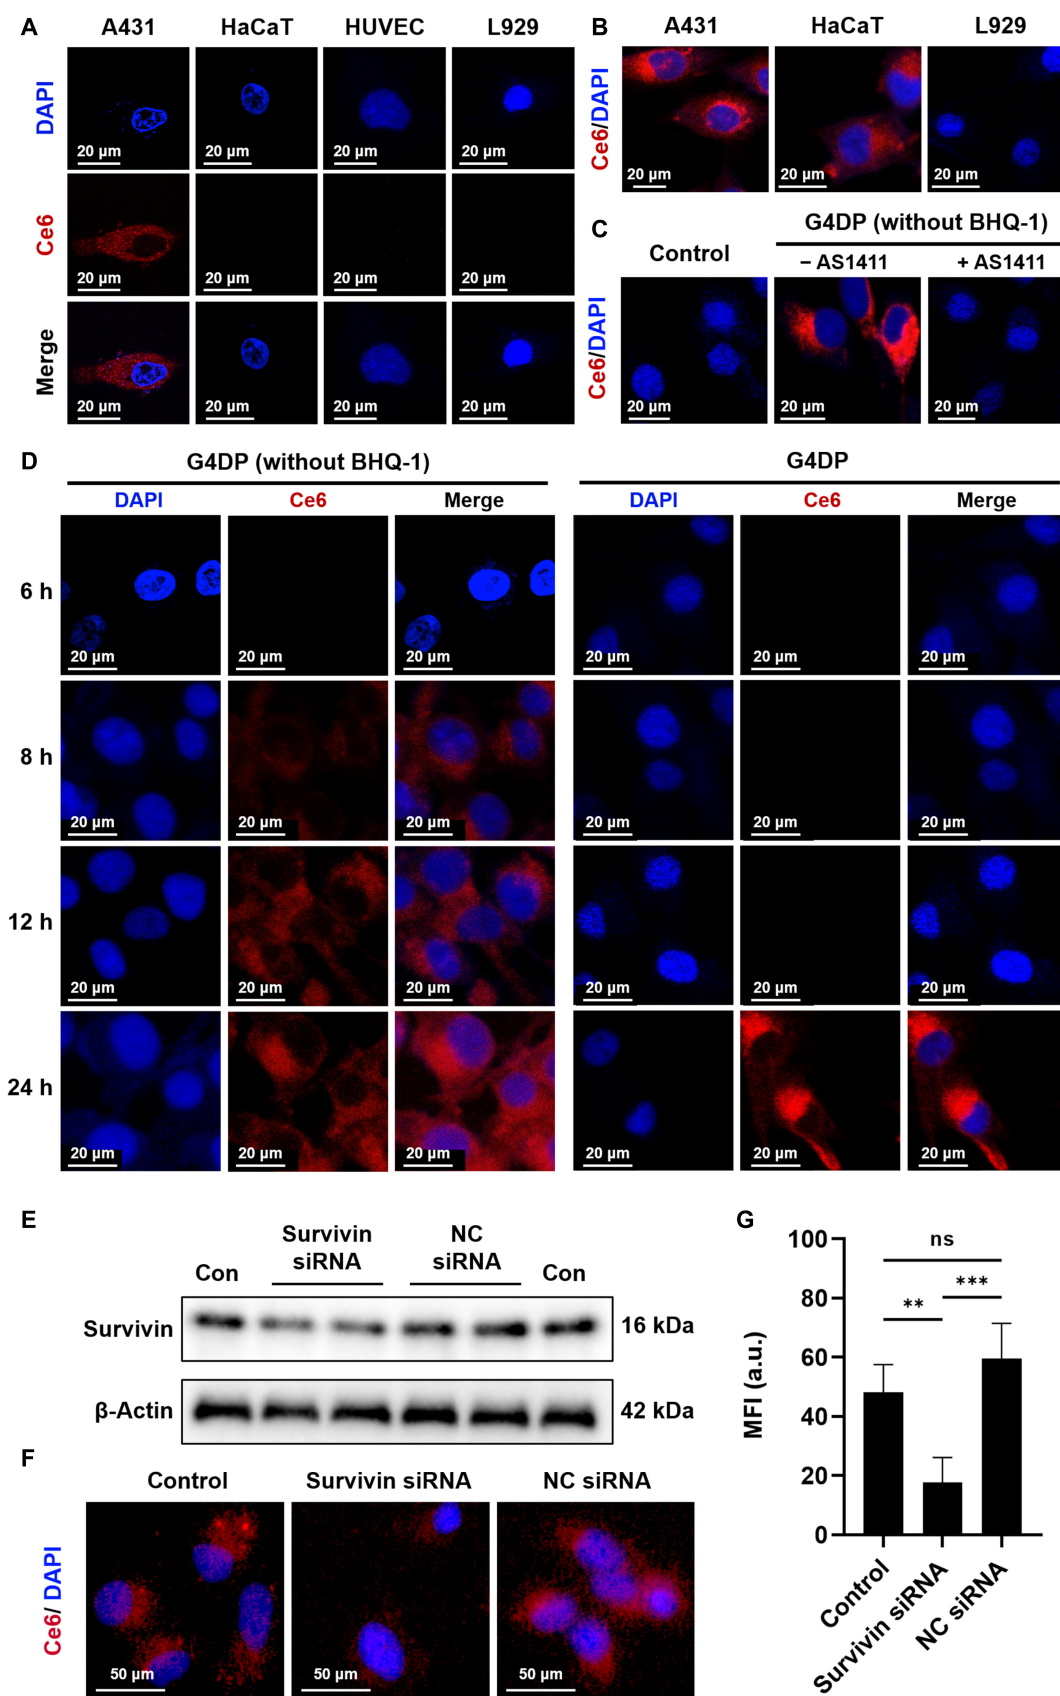 A
A431
HaCaT
HUVEC
L929
DAPI
20 µm
20 µm
20 µm
20 µm
Ce6
20 µm
20 µm
20 µm
20 µm
Merge
20 µm
20 µm
20 µm
20 µm
B
A431
HaCaT
L929
Ce6/DAPI
20 µm
20 µm
20 µm
C
G4DP (without BHQ-1)
Control
− AS1411
+ AS1411
Ce6/DAPI
20 µm
20 µm
20 µm
D
G4DP (without BHQ-1)
G4DP
DAPI
Ce6
Merge
DAPI
Ce6
Merge
6 h
20 µm
20 µm
20 µm
20 µm
20 µm
20 µm
8 h
20 µm
20 µm
20 µm
20 µm
20 µm
20 µm
12 h
20 µm
20 µm
20 µm
20 µm
20 µm
20 µm
24 h
20 µm
20 µm
20 µm
20 µm
20 µm
20 µm
E
Con
Survivin
siRNA
NC
siRNA
Con
Survivin
16 kDa
β-Actin
42 kDa
F
Control
Survivin siRNA
NC siRNA
Ce6/ DAPI
50 µm
50 µm
50 µm
G
MFI (a.u.)
100
80
60
40
20
0
ns
***
**
Control
Survivin siRNA
NC siRNA